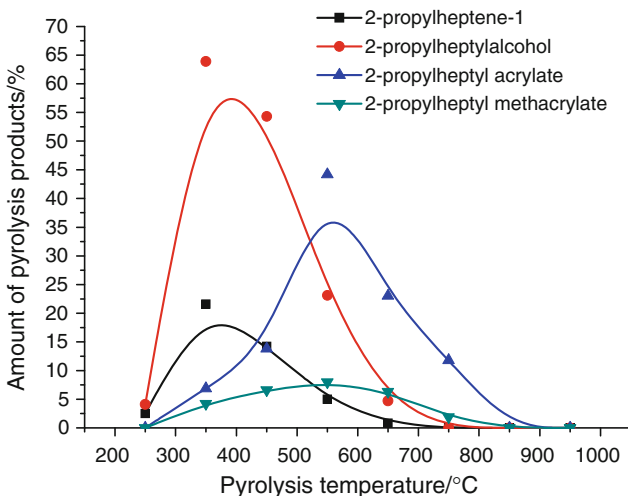 2-propylheptene-1
2-propylheptylalcohol
2-propylheptyl acrylate
2-propylheptyl methacrylate
Amount of pyrolysis products/%
70
65
60
55
50
45
40
35
30
25
20
15
10
5
0
200 300 400 500 600 700 800 900 1000
Pyrolysis temperature/°C